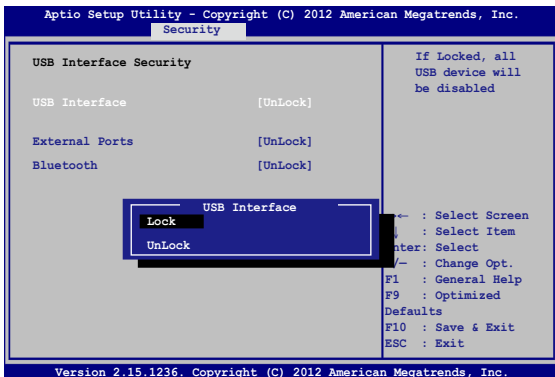 Aptio Setup Utility - Copyright (C) 2012 American Megatrends, Inc.
Security
USB Interface Security
USB Interface [UnLock]
External Ports [UnLock]
Bluetooth [UnLock]
If Locked, all
USB device will
be disabled
USB Interface
Lock
UnLock
← : Select Screen
: Select Item
nter: Select
/— : Change Opt.
F1 : General Help
F9 : Optimized
Defaults
F10 : Save & Exit
ESC : Exit
Version 2.15.1236. Copyright (C) 2012 American Megatrends, Inc.